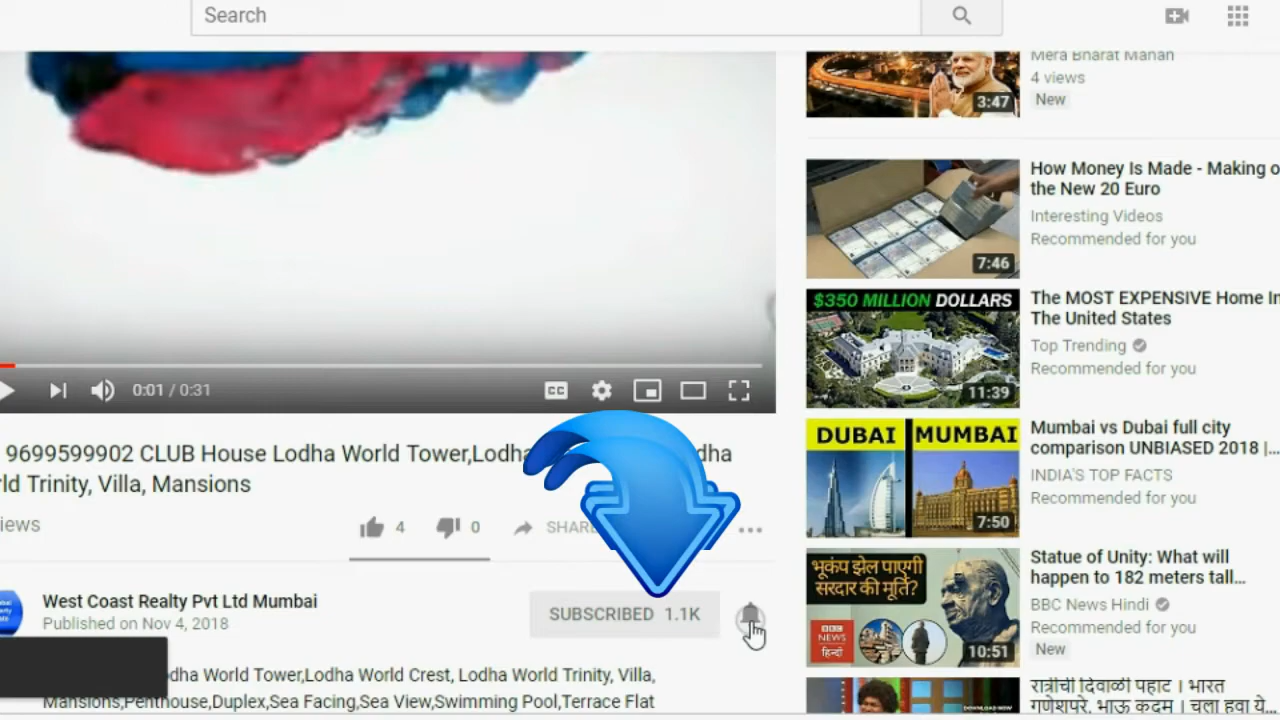 Search
0:01 / 0:31
CC
9699599902 CLUB House Lodha World Tower,Lodha dha
ld Trinity, Villa, Mansions
iews
4
0
SHARE
West Coast Realty Pvt Ltd Mumbai
Published on Nov 4, 2018
SUBSCRIBED 1.1K
dha World Tower,Lodha World Crest, Lodha World Trinity, Villa,
Mansions,Penthouse,Duplex,Sea Facing,Sea View,Swimming Pool,Terrace Flat
3:47
Mera Bharat Mahan
4 views
New
7:46
How Money Is Made - Making o
the New 20 Euro
Interesting Videos
Recommended for you
$350 MILLION DOLLARS
11:39
The MOST EXPENSIVE Home In
The United States
Top Trending
Recommended for you
DUBAI MUMBAI
7:50
Mumbai vs Dubai full city
comparison UNBIASED 2018 |...
INDIA'S TOP FACTS
Recommended for you
भूकंप झेल पाएगी
सरदार की मूर्ति?
BBC
NEWS
हिन्दी
10:51
Statue of Unity: What will
happen to 182 meters tall...
BBC News Hindi
Recommended for you
New
DOWNLOAD NOW
रात्रीची दिवाळी पहाट । भारत
गणेशपुरे, भाऊ कदम । चला हवा ये...